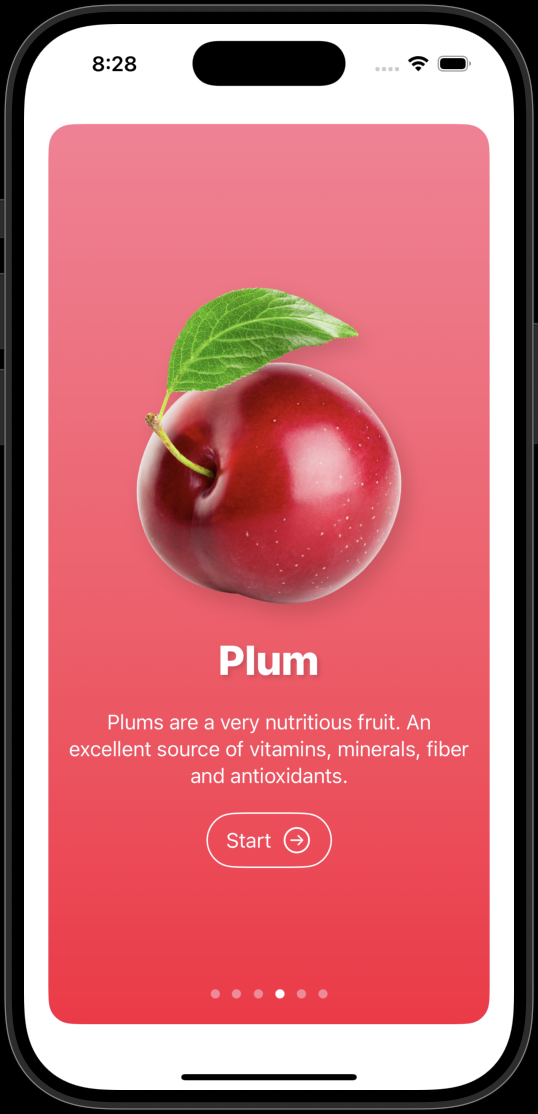 8:28
Plum
Plums are a very nutritious fruit. An
excellent source of vitamins, minerals, fiber
and antioxidants.
Start